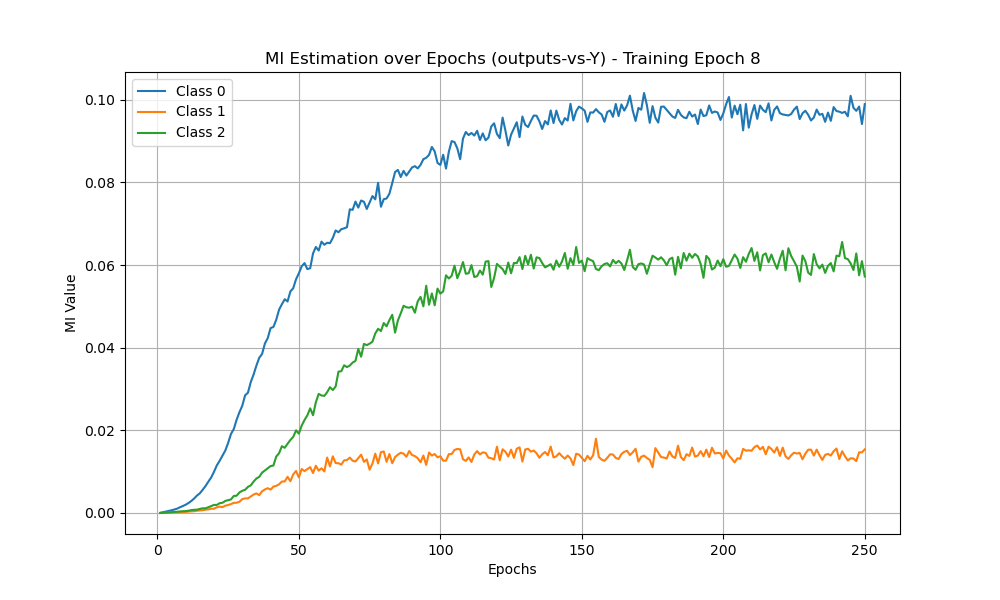 MI Estimation over Epochs (outputs-vs-Y) - Training Epoch 8
Class 0
Class 1
Class 2
0.10
0.08
0.06
0.04
0.02
0.00
MI Value
0
50
100
150
200
250
Epochs